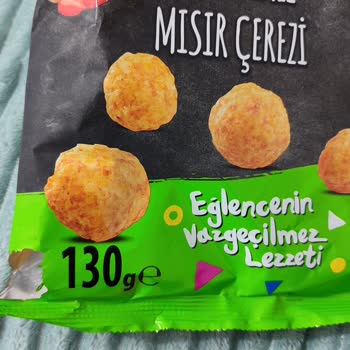 MISIR ÇEREZİ
Eğlencenin
Vazgeçilmez
Lezzeti
130g℮